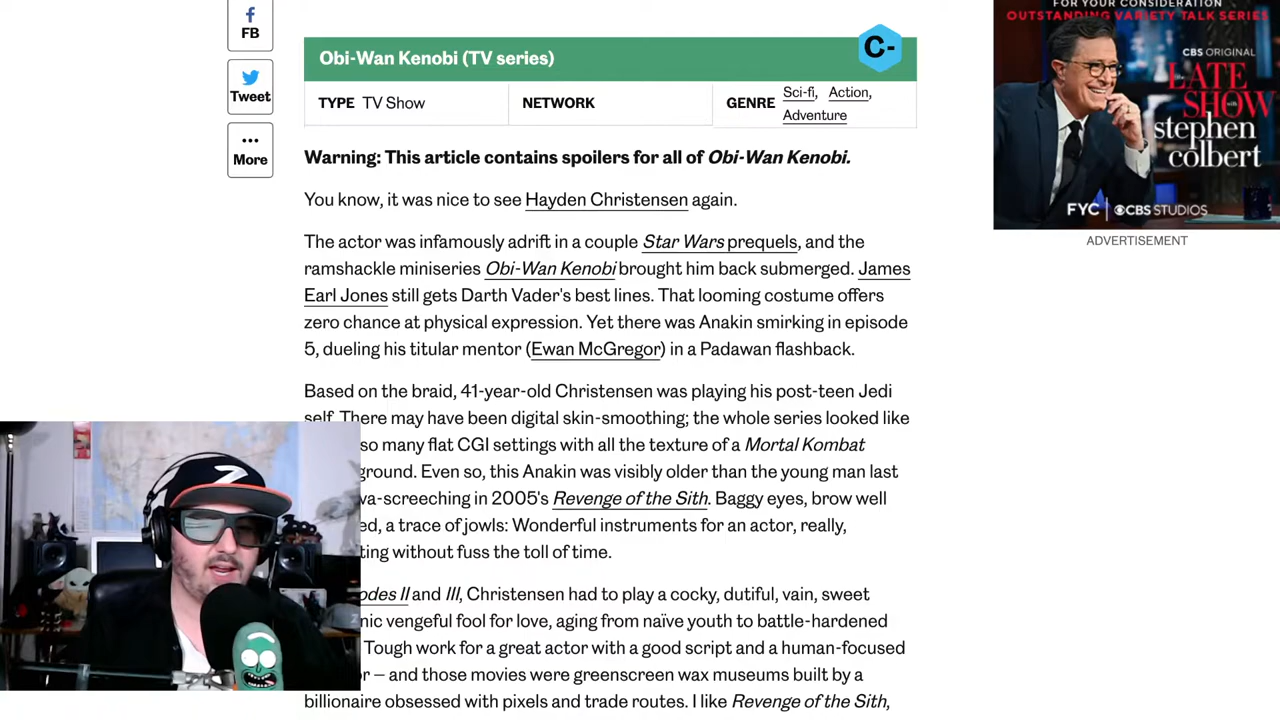 FB
Tweet
More
Obi-Wan Kenobi (TV series)
C-
TYPE TV Show
NETWORK
GENRE Sci-fi, Action,
Adventure
Warning: This article contains spoilers for all of Obi-Wan Kenobi.
You know, it was nice to see Hayden Christensen again.
The actor was infamously adrift in a couple Star Wars prequels, and the
ramshackle miniseries Obi-Wan Kenobi brought him back submerged. James
Earl Jones still gets Darth Vader's best lines. That looming costume offers
zero chance at physical expression. Yet there was Anakin smirking in episode
5, dueling his titular mentor (Ewan McGregor) in a Padawan flashback.
Based on the braid, 41-year-old Christensen was playing his post-teen Jedi
self. There may have been digital skin-smoothing; the whole series looked like
so many flat CGI settings with all the texture of a Mortal Kombat
ground. Even so, this Anakin was visibly older than the young man last
va-screeching in 2005's Revenge of the Sith. Baggy eyes, brow well
ed, a trace of jowls: Wonderful instruments for an actor, really,
ting without fuss the toll of time.
odes II and III, Christensen had to play a cocky, dutiful, vain, sweet
nic vengeful fool for love, aging from naïve youth to battle-hardened
Tough work for a great actor with a good script and a human-focused
or – and those movies were greenscreen wax museums built by a
billionaire obsessed with pixels and trade routes. I like Revenge of the Sith,
FOR YOUR CONSIDERATION
OUTSTANDING VARIETY TALK SERIES
CBS ORIGINAL
the LATE
SHOW with
stephen
colbert
FYC | CBS STUDIOS
ADVERTISEMENT